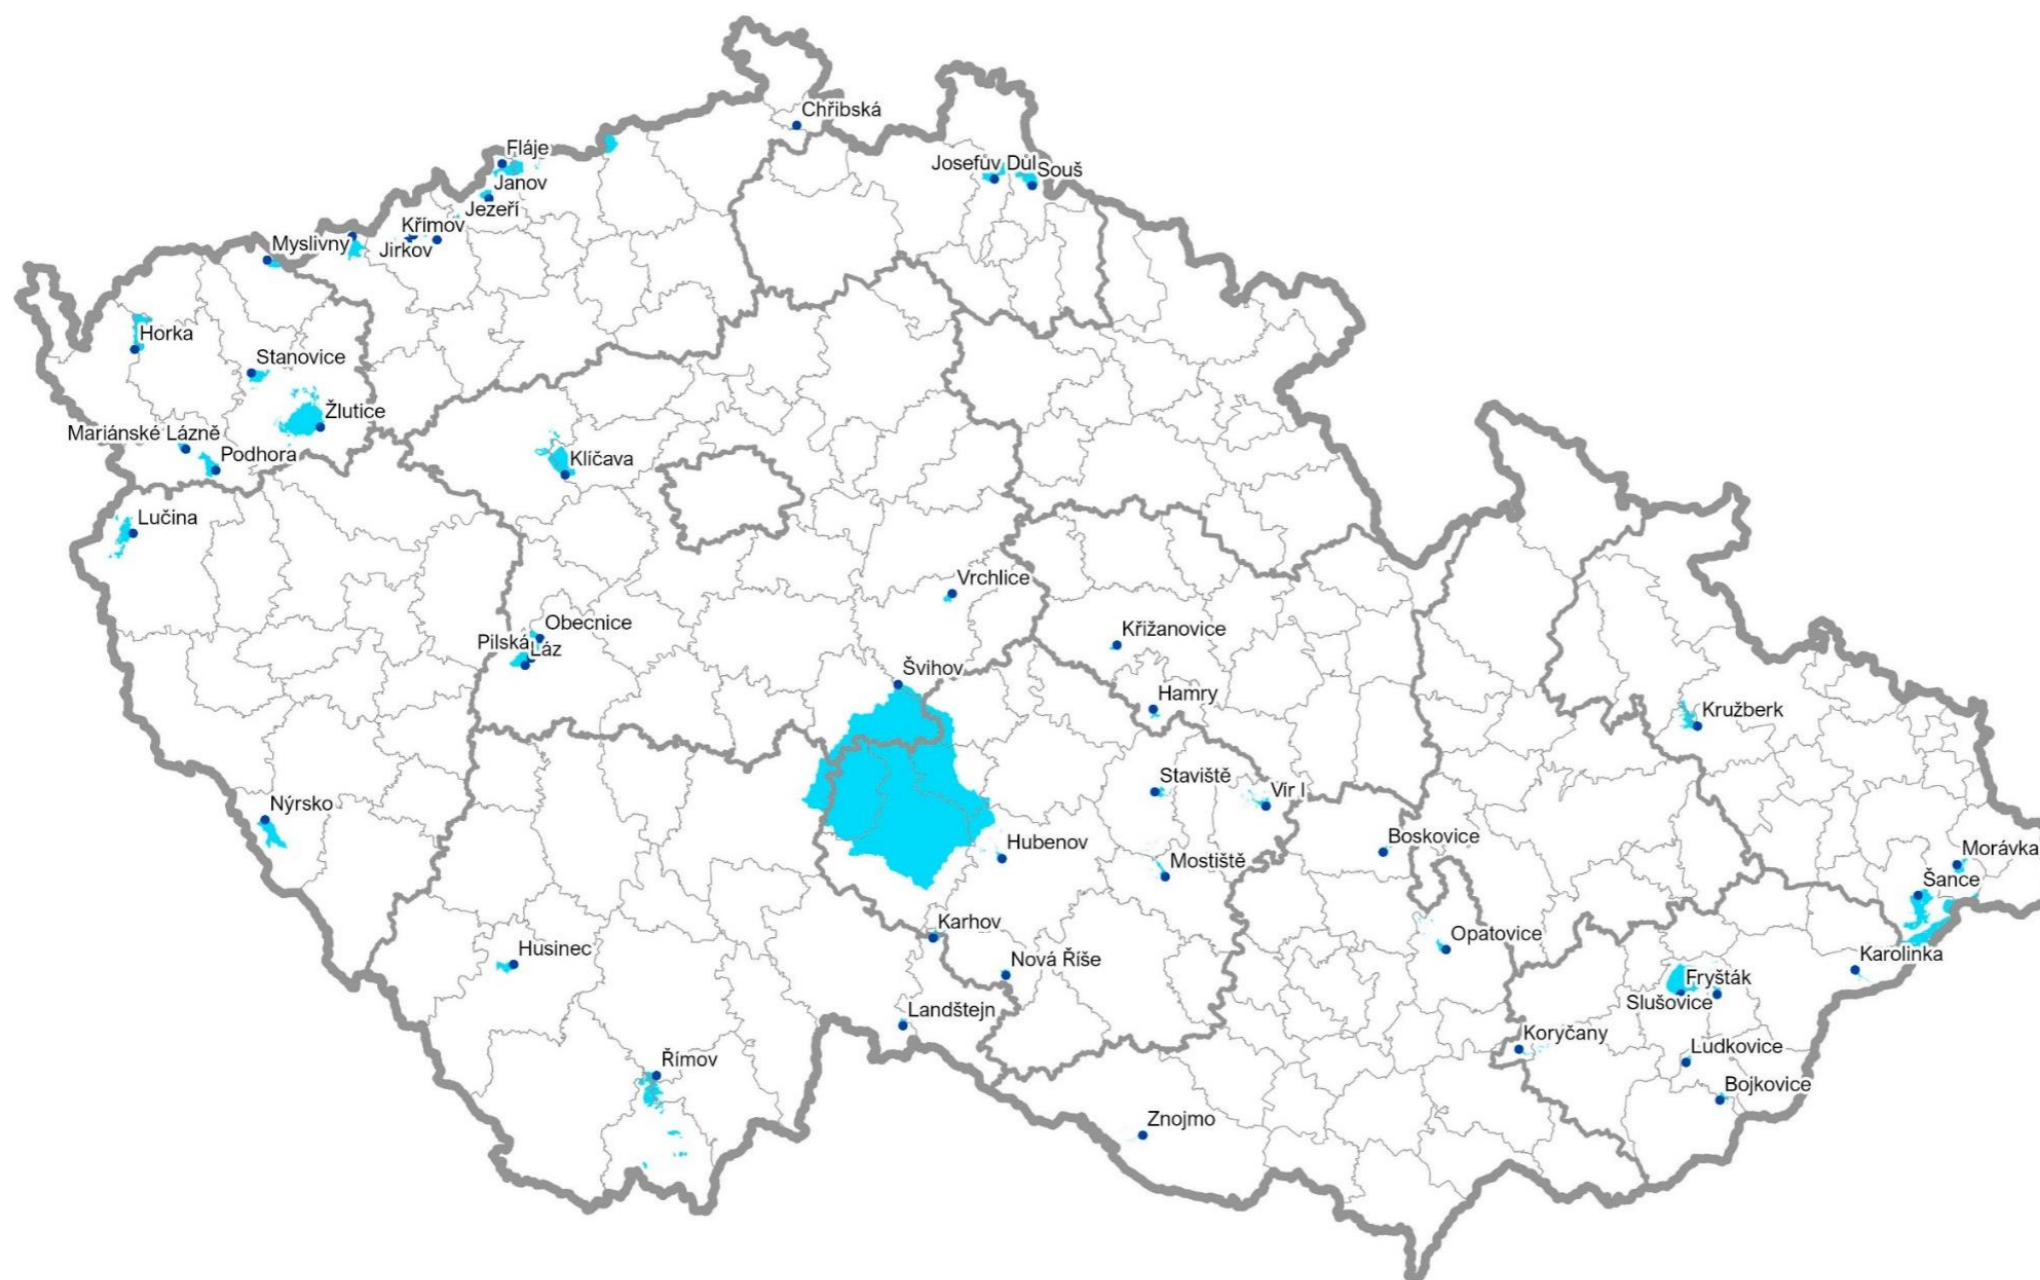 Chřibská
Fláje
Josefův Důl
Souš
Janov
Jezeří
Křímov
Myslivny
Jirkov
Horka
Stanovice
Žlutice
Mariánské Lázně
Podhora
Klíčava
Lučina
Vrchlice
Obecnice
Pilská
Láz
Křižanovice
Švihov
Hamry
Kružberk
Staviště
Vír I
Nýrsko
Boskovice
Hubenov
Morávka
Mostiště
Šance
Karhov
Opatovice
Husinec
Nová Říše
Karolinka
Fryšták
Slušovice
Landštejn
Koryčany
Ludkovice
Římov
Bojkovice
Znojmo